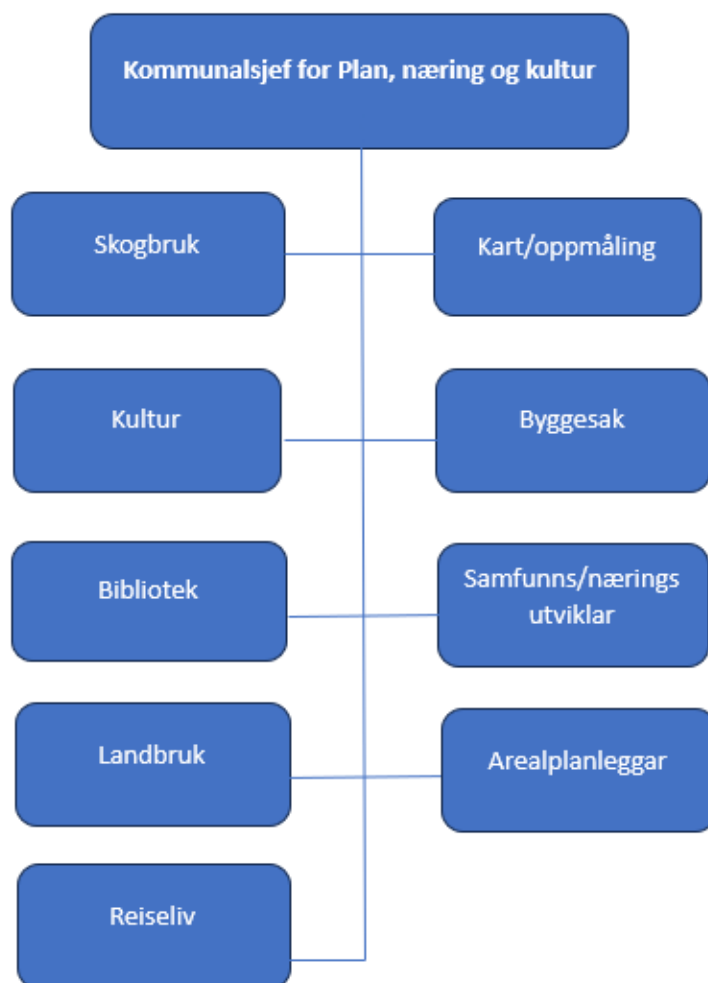 Kommunalsjef for Plan, næring og kultur
Skogbruk
Kart/oppmåling
Kultur
Byggesak
Bibliotek
Samfunns/nærings
utviklar
Landbruk
Arealplanleggar
Reiseliv